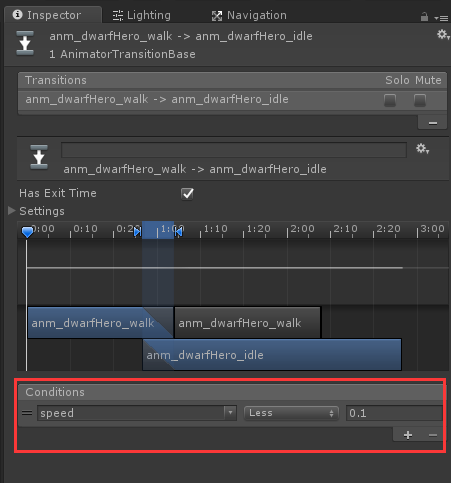 Inspector Lighting Navigation
anm_dwarfHero_walk -> anm_dwarfHero_idle
1 AnimatorTransitionBase
Transitions Solo Mute
anm_dwarfHero_walk -> anm_dwarfHero_idle
anm_dwarfHero_walk -> anm_dwarfHero_idle
Has Exit Time
Settings
0:00 0:10 0:20 1:00 1:10 1:20 2:00 2:10 2:20 3:00
anm_dwarfHero_walk anm_dwarfHero_walk
anm_dwarfHero_idle
Conditions
speed Less 0.1